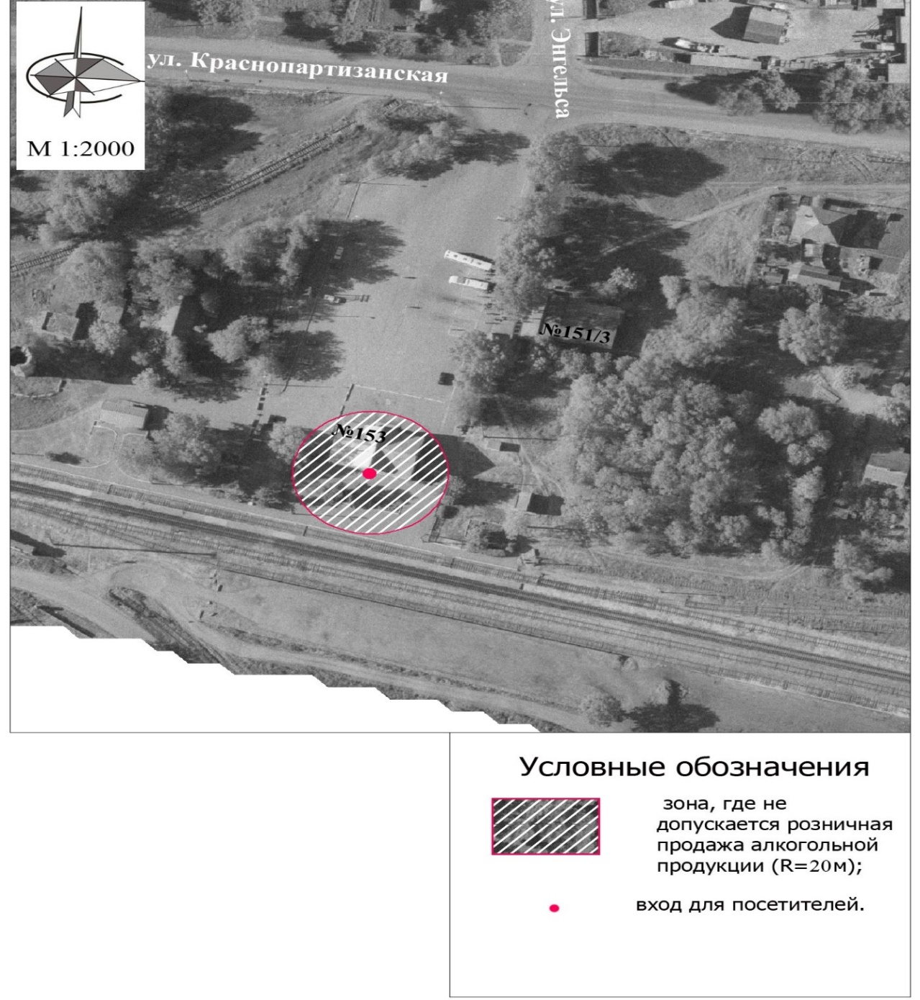 ул. Краснопартизанская
ул. Энгельса
М 1:2000
№151/3
№153
Условные обозначения
зона, где не
допускается розничная
продажа алкогольной
продукции (R=20м);
вход для посетителей.